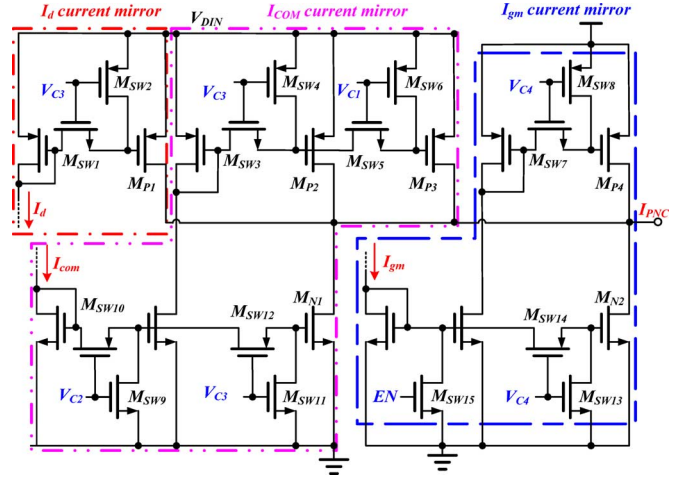 I_d current mirror
V_DIN
I_COM current mirror
I_gm current mirror
V_C3
M_SW2
V_C3
M_SW4
V_C1
M_SW6
V_C4
M_SW8
M_SW1
M_P1
M_SW3
M_P2
M_SW5
M_P3
M_SW7
M_P4
I_d
I_PNC
I_com
I_gm
M_SW10
M_SW12
M_N1
M_SW14
M_N2
V_C2
M_SW9
V_C3
M_SW11
EN
M_SW15
V_C4
M_SW13